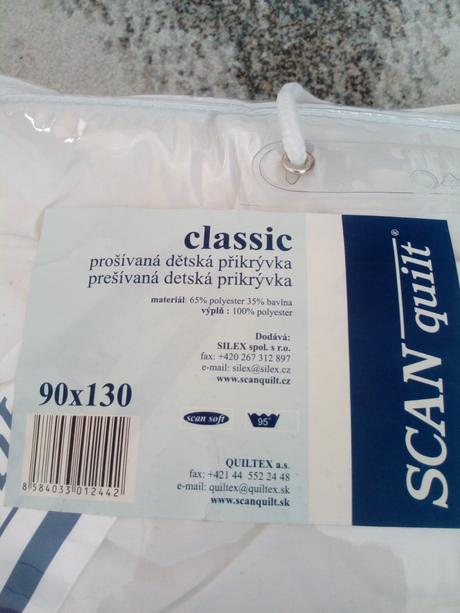 classic
prošívaná dětská přikrývka
prešívaná detská prikrývka
materiál: 65% polyester 35% bavlna
výplň : 100% polyester
Dodává:
SILEX spol. s r.o.
fax: +420 267 312 897
e-mail: silex@silex.cz
www.scanquilt.cz
90x130
scan soft
95°
8 584033 012442
QUILTEX a.s.
fax: +421 44 552 24 48
e-mail: quiltex@quiltex.sk
www.scanquilt.sk
SCAN quilt®